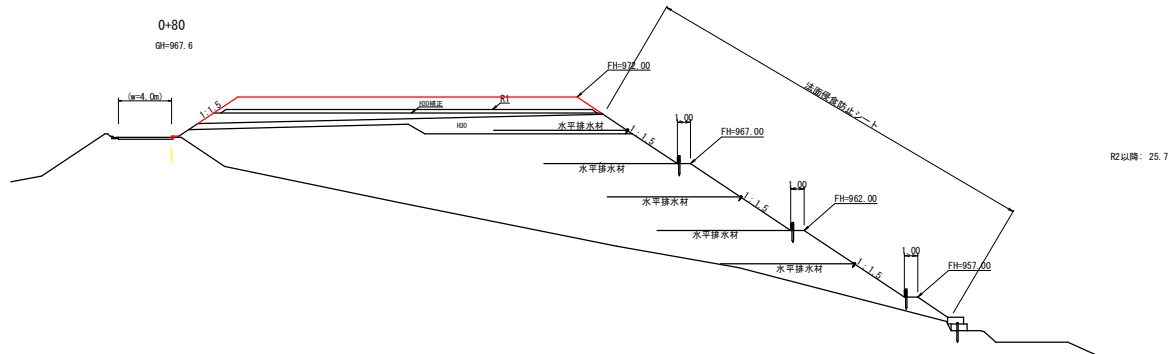 0+80
GH=967.6
(w=4.0m)
1:1.5
FH=972.00
H30補正
R1
H30
水平排水材
1:1.5
1.00
FH=967.00
水平排水材
法面侵食防止シート
R2以降: 25.7
水平排水材
1:1.5
1.00
FH=962.00
水平排水材
1:1.5
1.00
FH=957.00
水平排水材